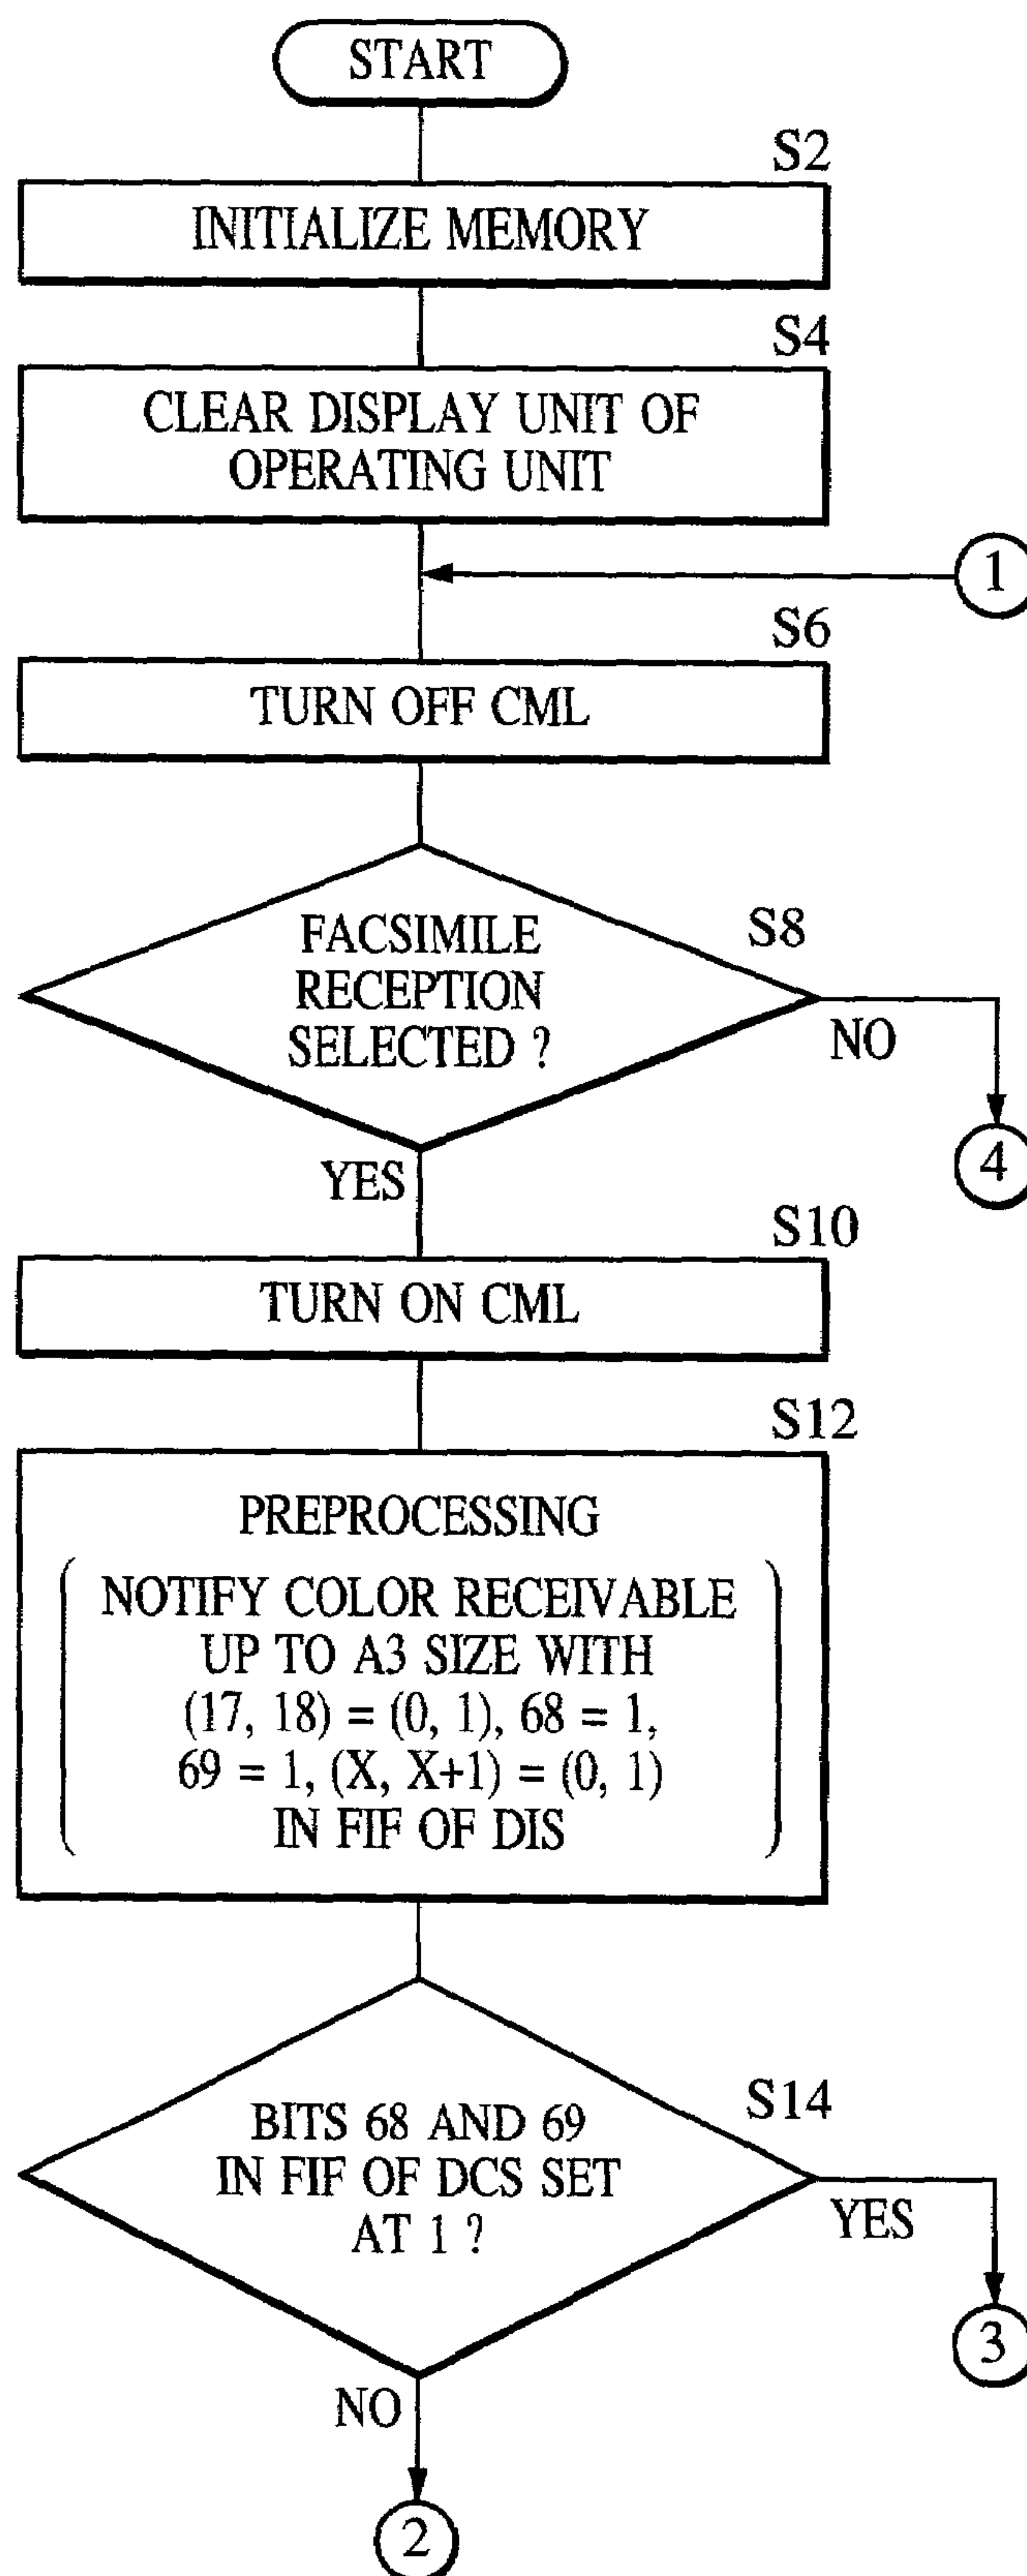 START
S2
INITIALIZE MEMORY
S4
CLEAR DISPLAY UNIT OF
OPERATING UNIT
1
S6
TURN OFF CML
S8
FACSIMILE
RECEPTION
SELECTED ?
NO
4
YES
S10
TURN ON CML
S12
PREPROCESSING
NOTIFY COLOR RECEIVABLE
UP TO A3 SIZE WITH
(17, 18) = (0, 1), 68 = 1,
69 = 1, (X, X+1) = (0, 1)
IN FIF OF DIS
S14
BITS 68 AND 69
IN FIF OF DCS SET
AT 1 ?
YES
3
NO
2